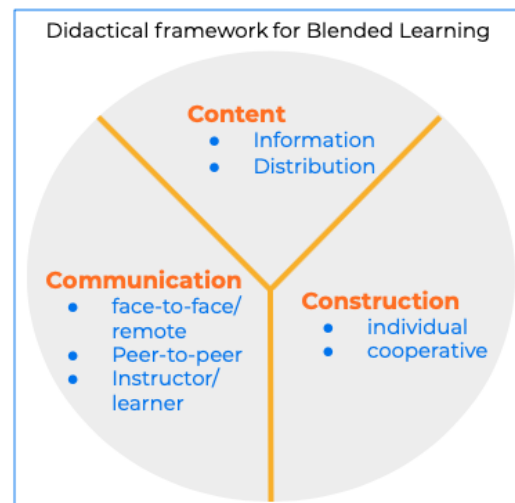 Didactical framework for Blended Learning
Content
● Information
● Distribution
Communication
● face-to-face/
remote
● Peer-to-peer
● Instructor/
learner
Construction
● individual
● cooperative